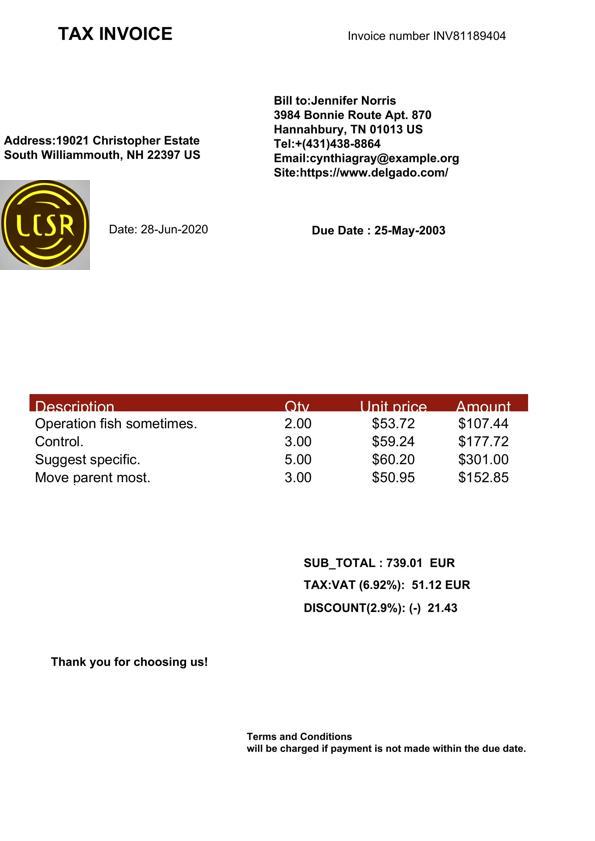 TAX INVOICE
Invoice number INV81189404
Bill to:Jennifer Norris
3984 Bonnie Route Apt. 870
Hannahbury, TN 01013 US
Tel:+(431)438-8864
Email:cynthiagray@example.org
Site:https://www.delgado.com/
Address:19021 Christopher Estate
South Williammouth, NH 22397 US
Date: 28-Jun-2020
Due Date : 25-May-2003
Description Qty Unit price Amount
Operation fish sometimes. 2.00 $53.72 $107.44
Control. 3.00 $59.24 $177.72
Suggest specific. 5.00 $60.20 $301.00
Move parent most. 3.00 $50.95 $152.85
SUB_TOTAL : 739.01 EUR
TAX:VAT (6.92%): 51.12 EUR
DISCOUNT(2.9%): (-) 21.43
Thank you for choosing us!
Terms and Conditions
will be charged if payment is not made within the due date.